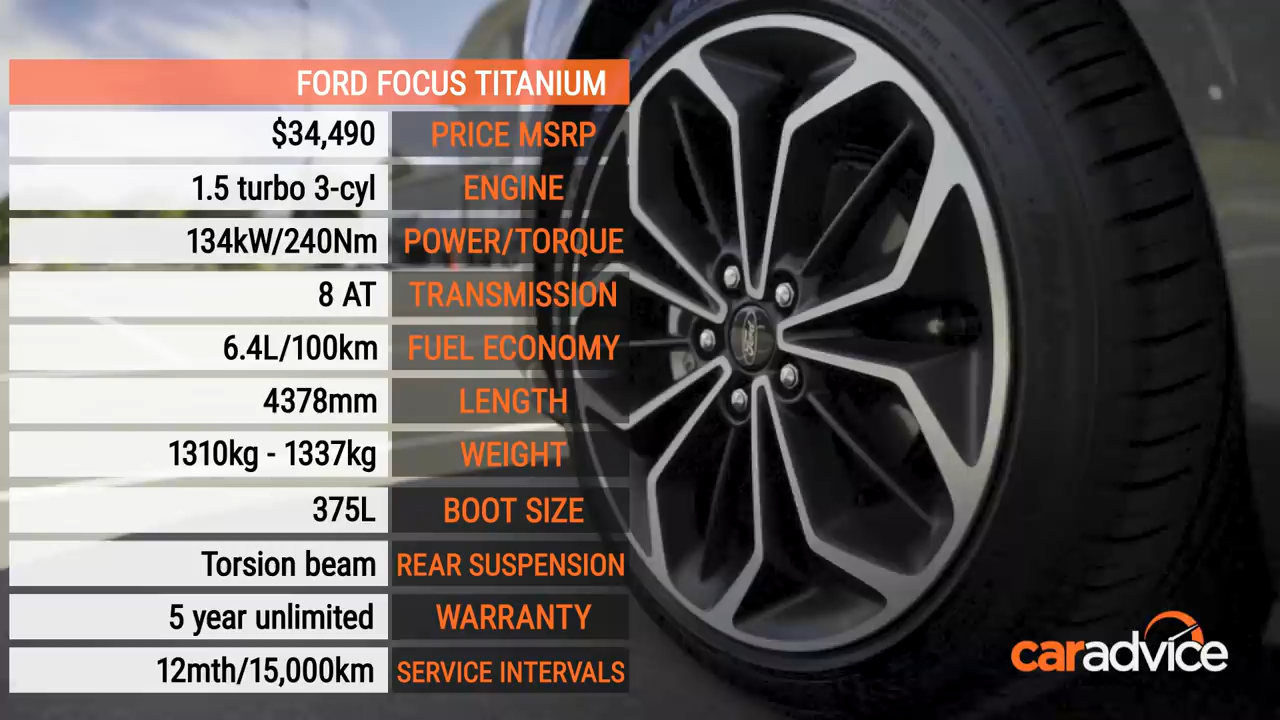 FORD FOCUS TITANIUM
$34,490 PRICE MSRP
1.5 turbo 3-cyl ENGINE
134kW/240Nm POWER/TORQUE
8 AT TRANSMISSION
6.4L/100km FUEL ECONOMY
4378mm LENGTH
1310kg - 1337kg WEIGHT
375L BOOT SIZE
Torsion beam REAR SUSPENSION
5 year unlimited WARRANTY
12mth/15,000km SERVICE INTERVALS
Ford
caradvice